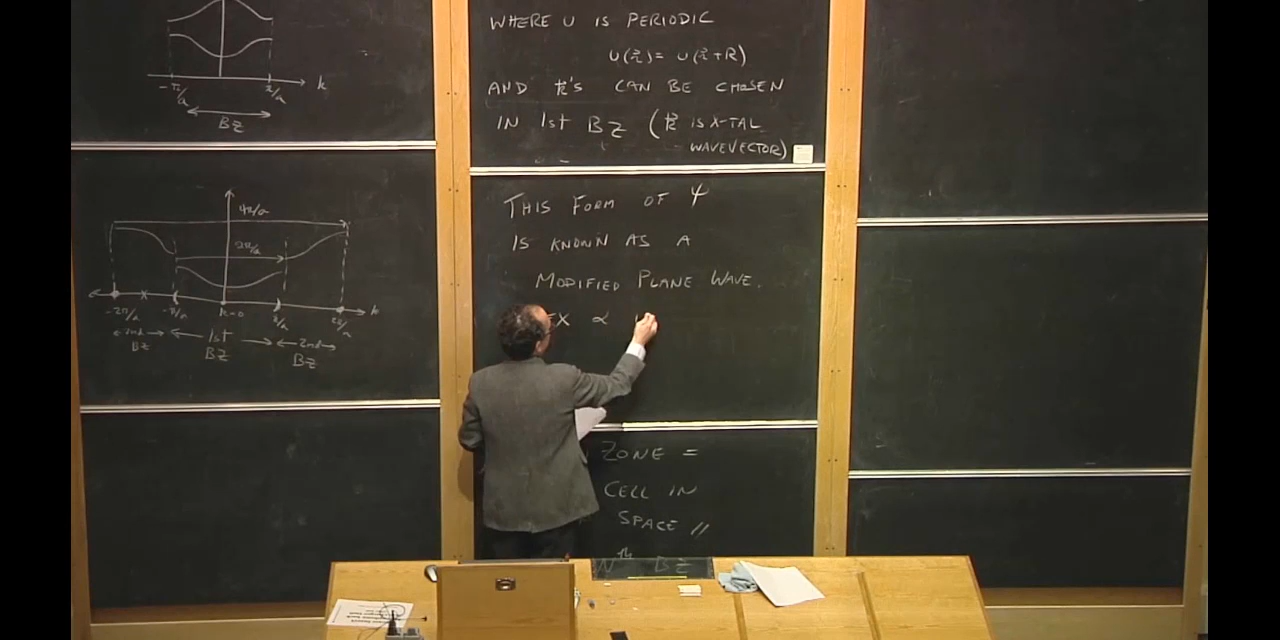 -π/a
π/a
k
BZ
4π/a
2π/a
-2π/a
-π/a
k=0
π/a
2π/a
k
2nd
BZ
1st
BZ
2nd
BZ
WHERE U IS PERIODIC
U(r)= U(r+R)
AND k's CAN BE CHOSEN
IN 1st BZ (k IS X-TAL
WAVEVECTOR)
THIS FORM OF Ψ
IS KNOWN AS A
MODIFIED PLANE WAVE.
∝
ZONE =
CELL IN
SPACE //
Nth BZ